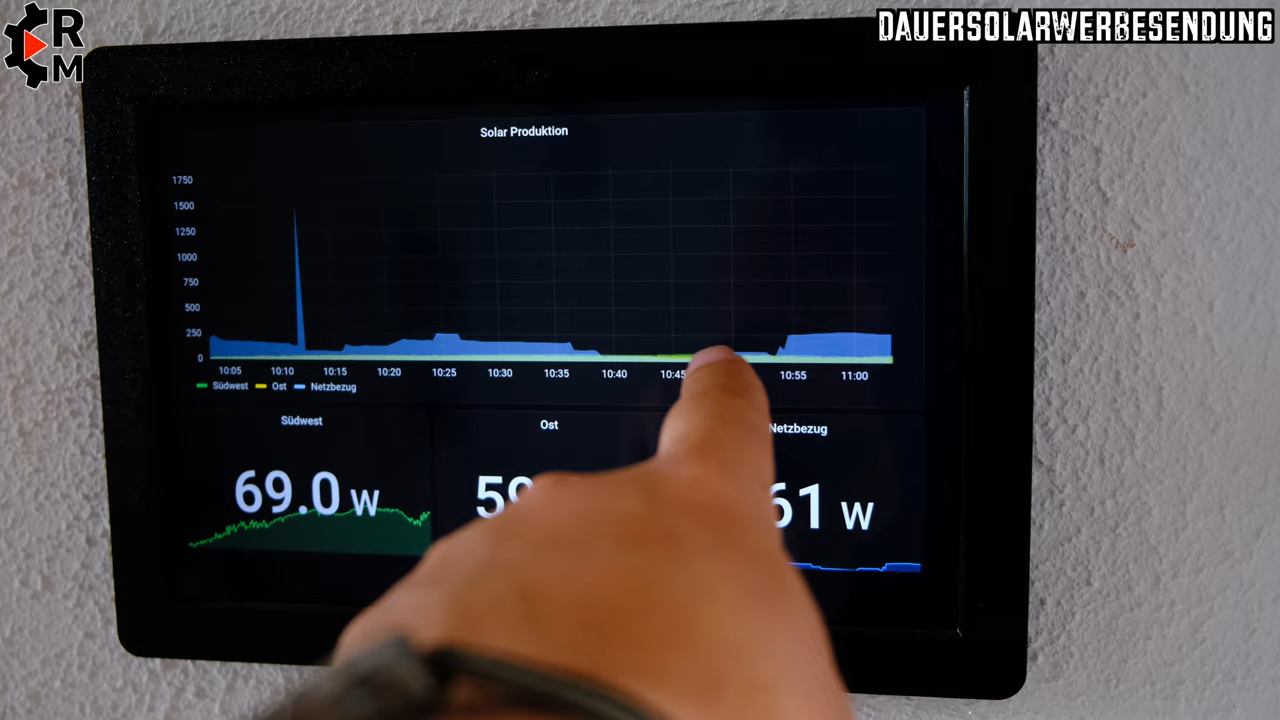 RM
DAUERSOLARWERBESENDUNG
Solar Produktion
1750
1500
1250
1000
750
500
250
0
10:05 10:10 10:15 10:20 10:25 10:30 10:35 10:40 10:45 10:55 11:00
Südwest Ost Netzbezug
Südwest Ost Netzbezug
69.0 W 61 W